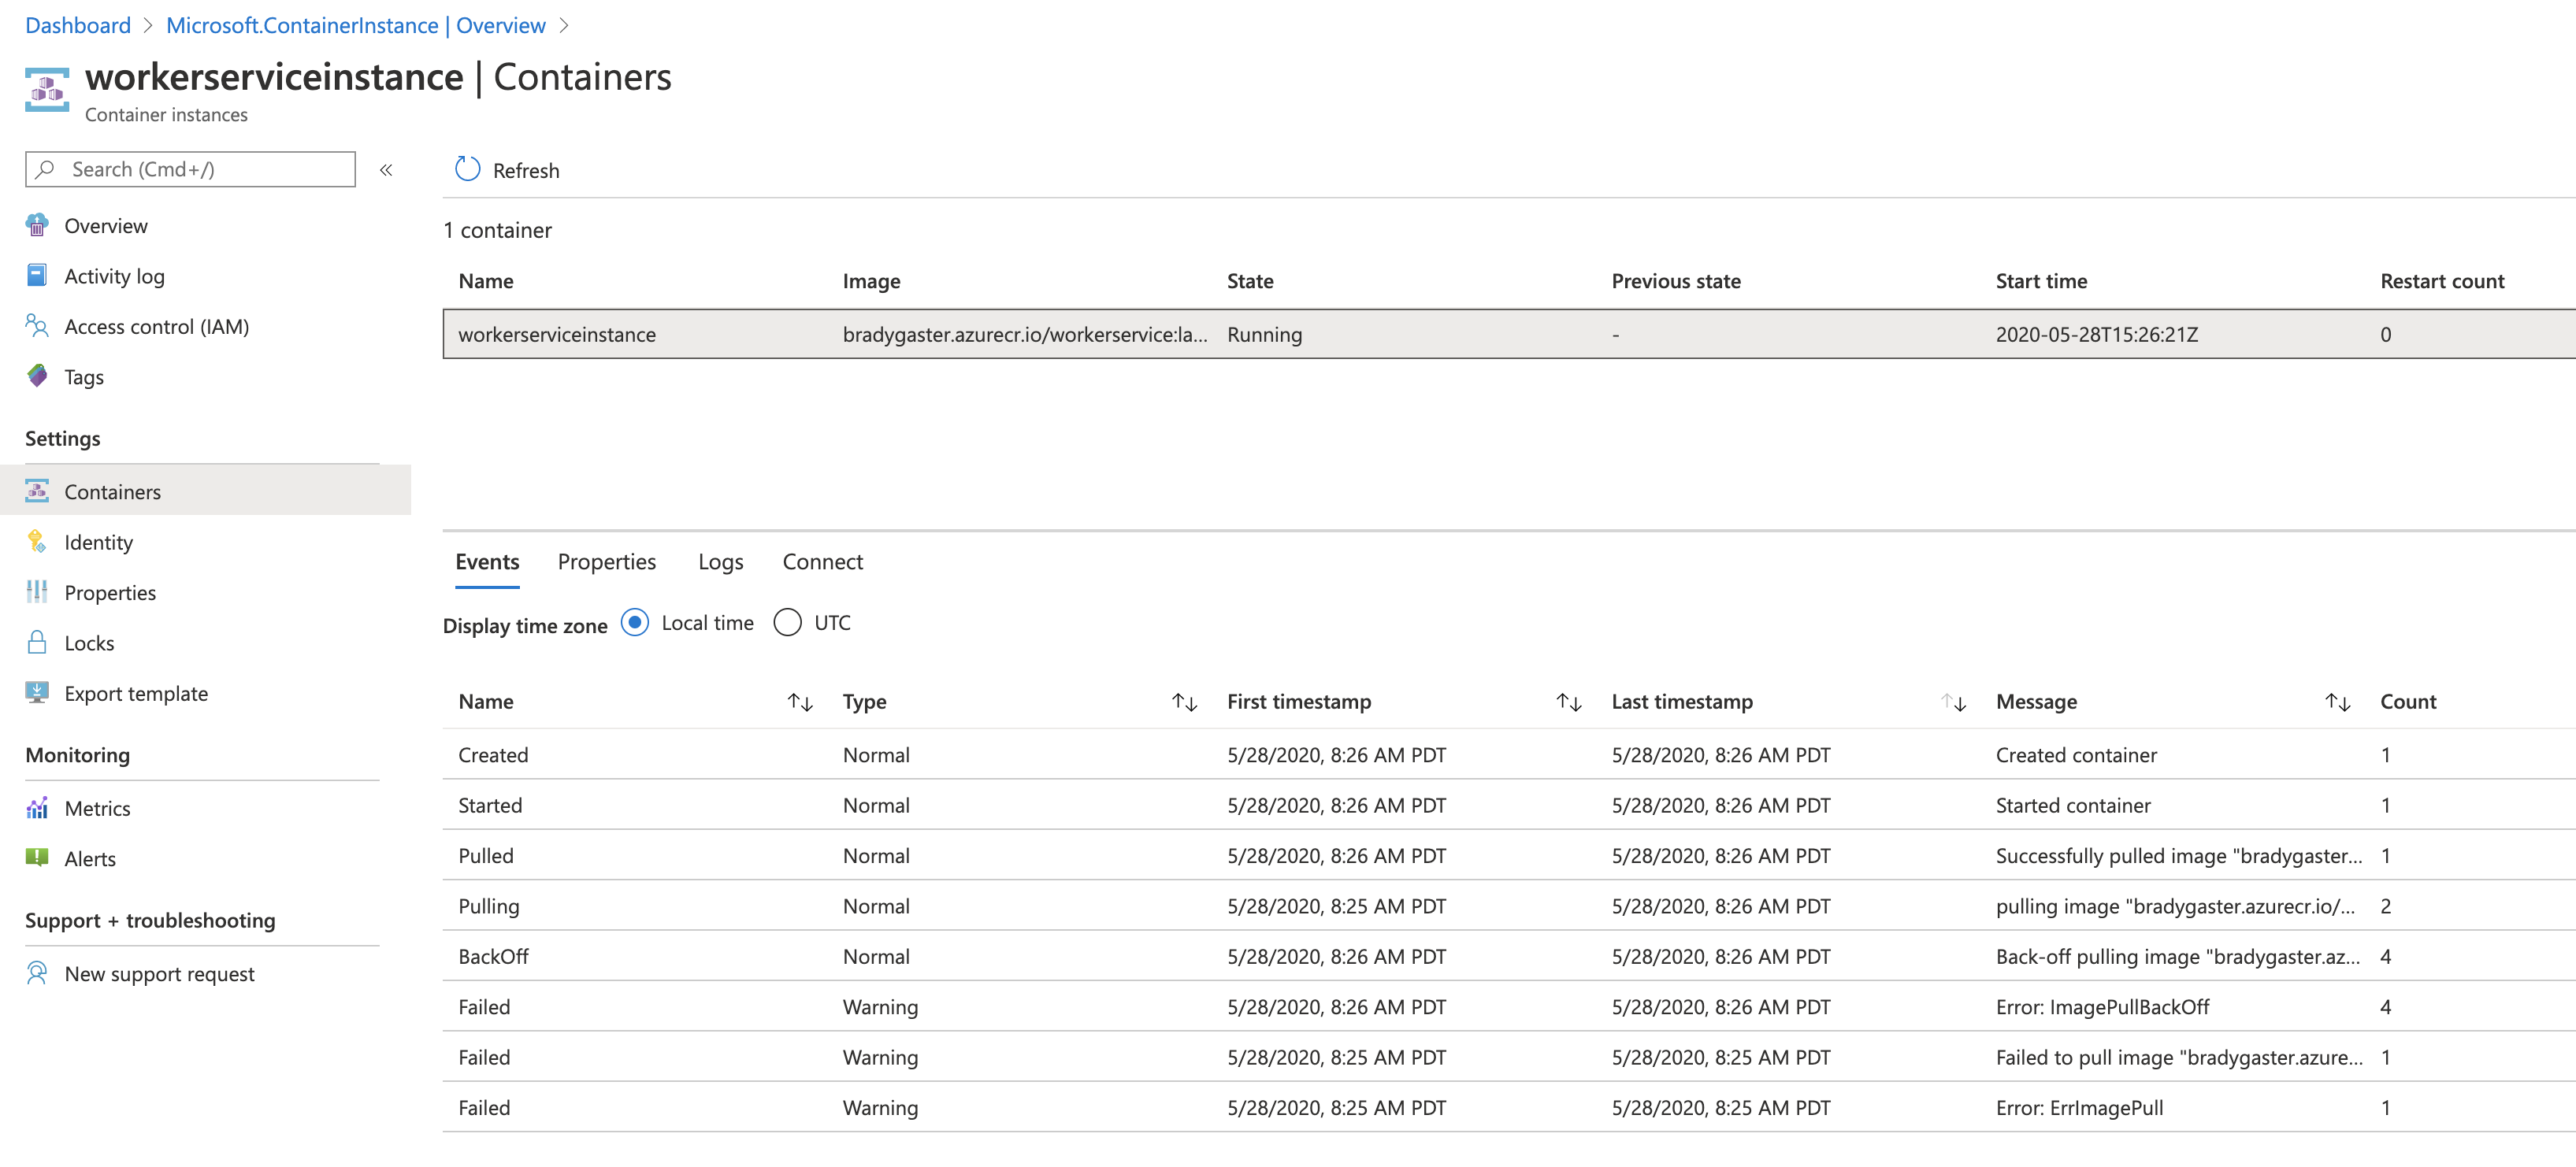 Dashboard > Microsoft.ContainerInstance | Overview >
workerserviceinstance | Containers
Container instances
Search (Cmd+/)
«
Refresh
Overview
Activity log
Access control (IAM)
Tags
Settings
Containers
Identity
Properties
Locks
Export template
Monitoring
Metrics
Alerts
Support + troubleshooting
New support request
1 container
Name Image State Previous state Start time Restart count
workerserviceinstance bradygaster.azurecr.io/workerservice:la... Running - 2020-05-28T15:26:21Z 0
Events Properties Logs Connect
Display time zone Local time UTC
Name ↑↓ Type ↑↓ First timestamp ↑↓ Last timestamp ↑↓ Message ↑↓ Count
Created Normal 5/28/2020, 8:26 AM PDT 5/28/2020, 8:26 AM PDT Created container 1
Started Normal 5/28/2020, 8:26 AM PDT 5/28/2020, 8:26 AM PDT Started container 1
Pulled Normal 5/28/2020, 8:26 AM PDT 5/28/2020, 8:26 AM PDT Successfully pulled image "bradygaster... 1
Pulling Normal 5/28/2020, 8:25 AM PDT 5/28/2020, 8:26 AM PDT pulling image "bradygaster.azurecr.io/... 2
BackOff Normal 5/28/2020, 8:26 AM PDT 5/28/2020, 8:26 AM PDT Back-off pulling image "bradygaster.az... 4
Failed Warning 5/28/2020, 8:26 AM PDT 5/28/2020, 8:26 AM PDT Error: ImagePullBackOff 4
Failed Warning 5/28/2020, 8:25 AM PDT 5/28/2020, 8:25 AM PDT Failed to pull image "bradygaster.azure... 1
Failed Warning 5/28/2020, 8:25 AM PDT 5/28/2020, 8:25 AM PDT Error: ErrImagePull 1